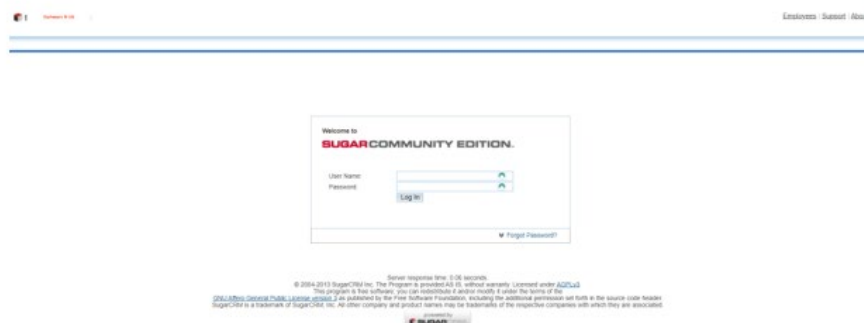 Employees | Support | Abou
Welcome to
SUGARCOMMUNITY EDITION.
User Name:
Password:
Log In
Forgot Password?
Server response time: 0.06 seconds.
© 2004-2013 SugarCRM Inc. The Program is provided AS IS, without warranty. Licensed under AGPLv3.
This program is free software; you can redistribute it and/or modify it under the terms of the
GNU Affero General Public License version 3 as published by the Free Software Foundation, including the additional permission set forth in the source code header.
SugarCRM is a trademark of SugarCRM, Inc. All other company and product names may be trademarks of the respective companies with which they are associated.
powered by
SUGARCRM